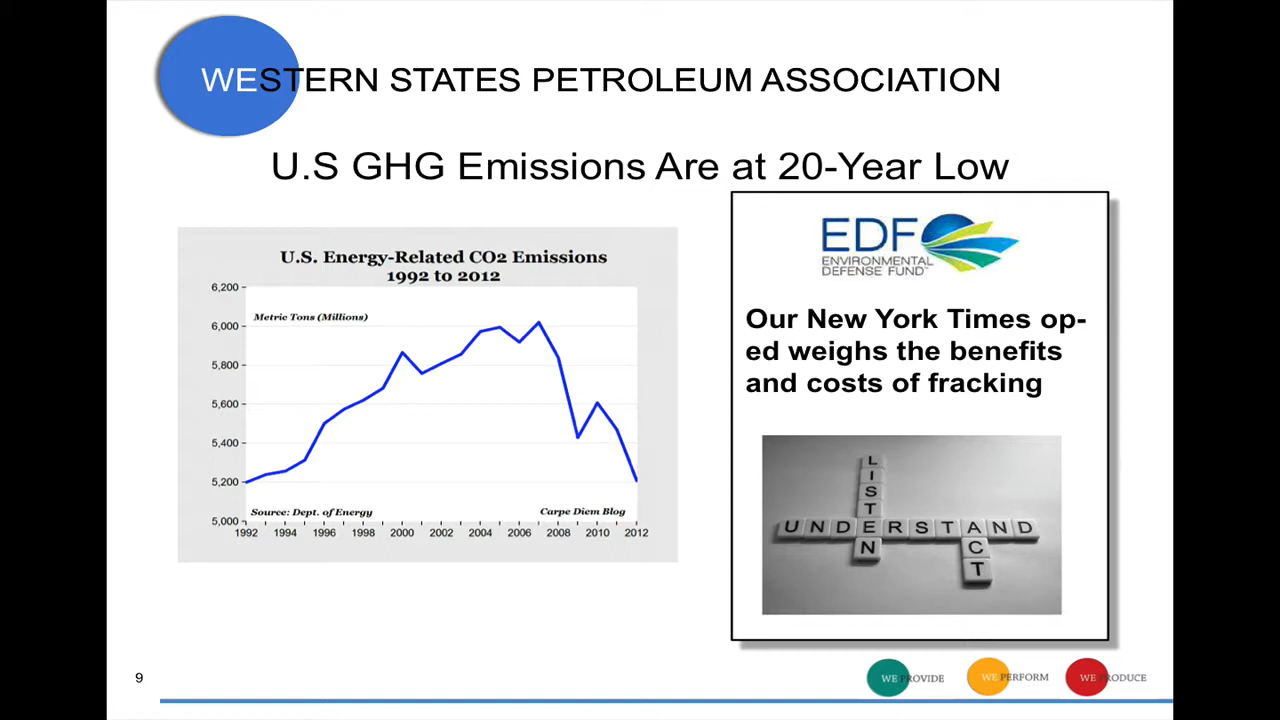 WESTERN STATES PETROLEUM ASSOCIATION
U.S GHG Emissions Are at 20-Year Low
U.S. Energy-Related CO2 Emissions
1992 to 2012
6,200
6,000
5,800
5,600
5,400
5,200
5,000
Metric Tons (Millions)
Source: Dept. of Energy
Carpe Diem Blog
1992 1994 1996 1998 2000 2002 2004 2006 2008 2010 2012
EDF
ENVIRONMENTAL
DEFENSE FUND™
Our New York Times op-
ed weighs the benefits
and costs of fracking
LISTEN
UNDERSTAND
ACT
9
WE PROVIDE
WE PERFORM
WE PRODUCE